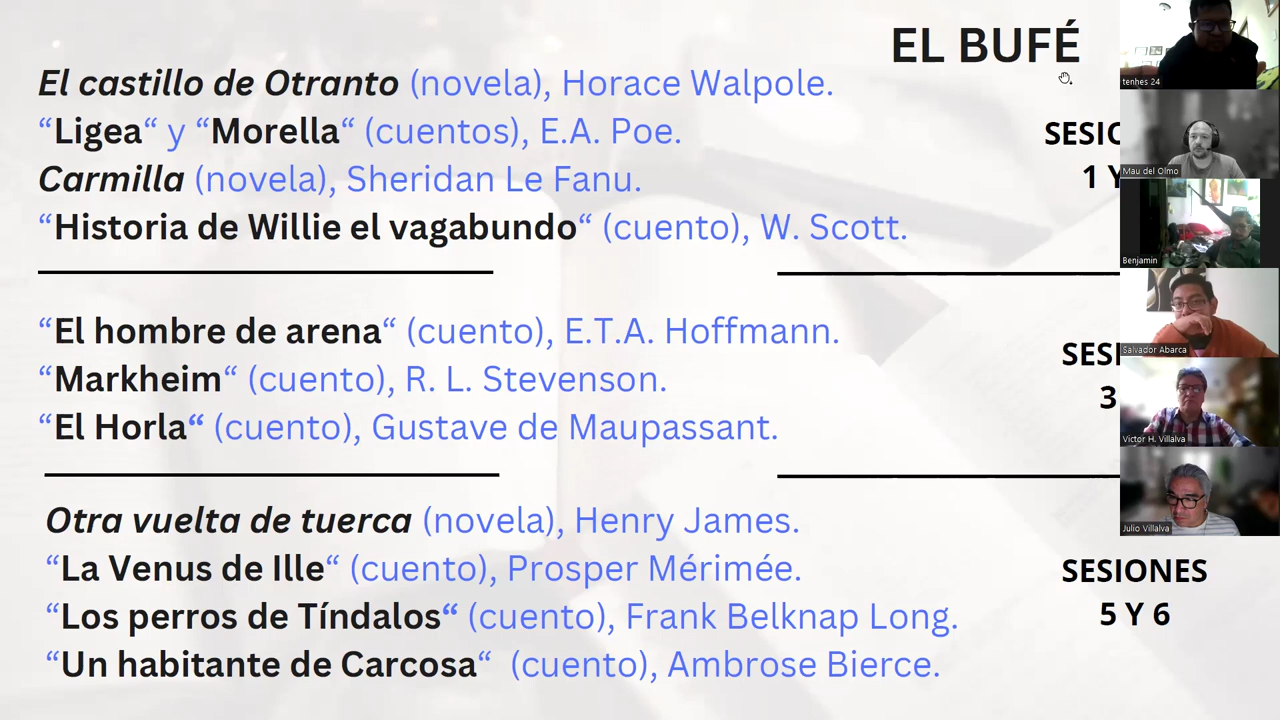 EL BUFÉ
El castillo de Otranto (novela), Horace Walpole.
“Ligea“ y “Morella“ (cuentos), E.A. Poe.
Carmilla (novela), Sheridan Le Fanu.
“Historia de Willie el vagabundo“ (cuento), W. Scott.
SESIC
1 Y
“El hombre de arena“ (cuento), E.T.A. Hoffmann.
“Markheim“ (cuento), R. L. Stevenson.
“El Horla“ (cuento), Gustave de Maupassant.
SESI
3
Otra vuelta de tuerca (novela), Henry James.
“La Venus de Ille“ (cuento), Prosper Mérimée.
“Los perros de Tíndalos“ (cuento), Frank Belknap Long.
“Un habitante de Carcosa“ (cuento), Ambrose Bierce.
SESIONES
5 Y 6
tenhes 24
Mau del Olmo
Benjamin
Salvador Abarca
Victor H. Villalva
Julio Villalva